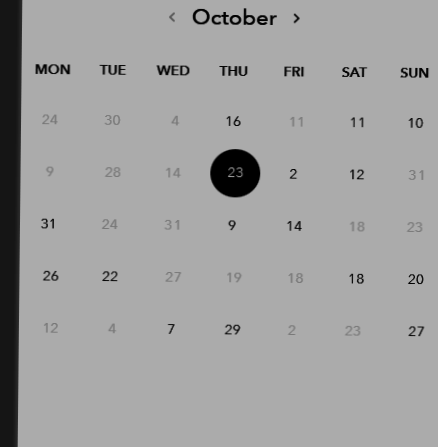 ‹ October ›
MON TUE WED THU FRI SAT SUN
24 30 4 16 11 11 10
9 28 14 23 2 12 31
31 24 31 9 14 18 23
26 22 27 19 18 18 20
12 4 7 29 2 23 27